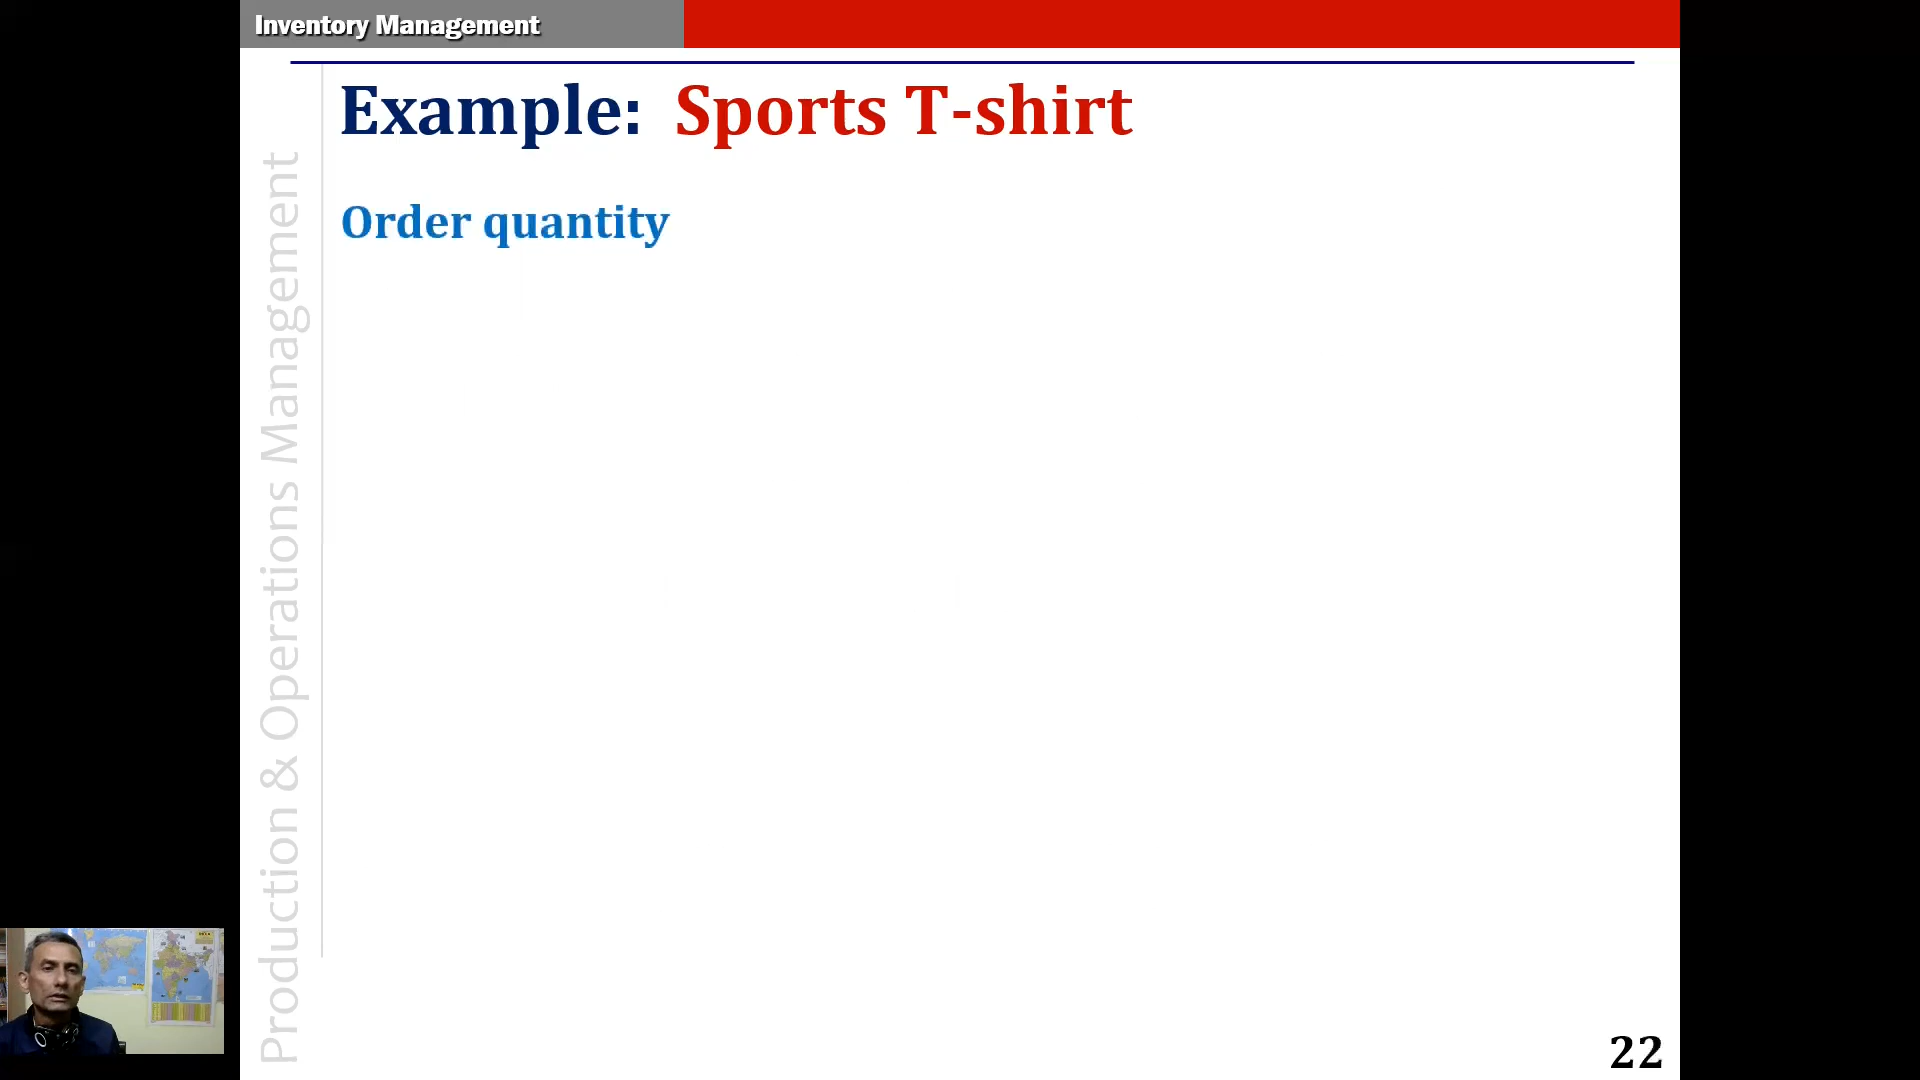 Inventory Management
Example: Sports T-shirt
Order quantity
Production & Operations Management
22